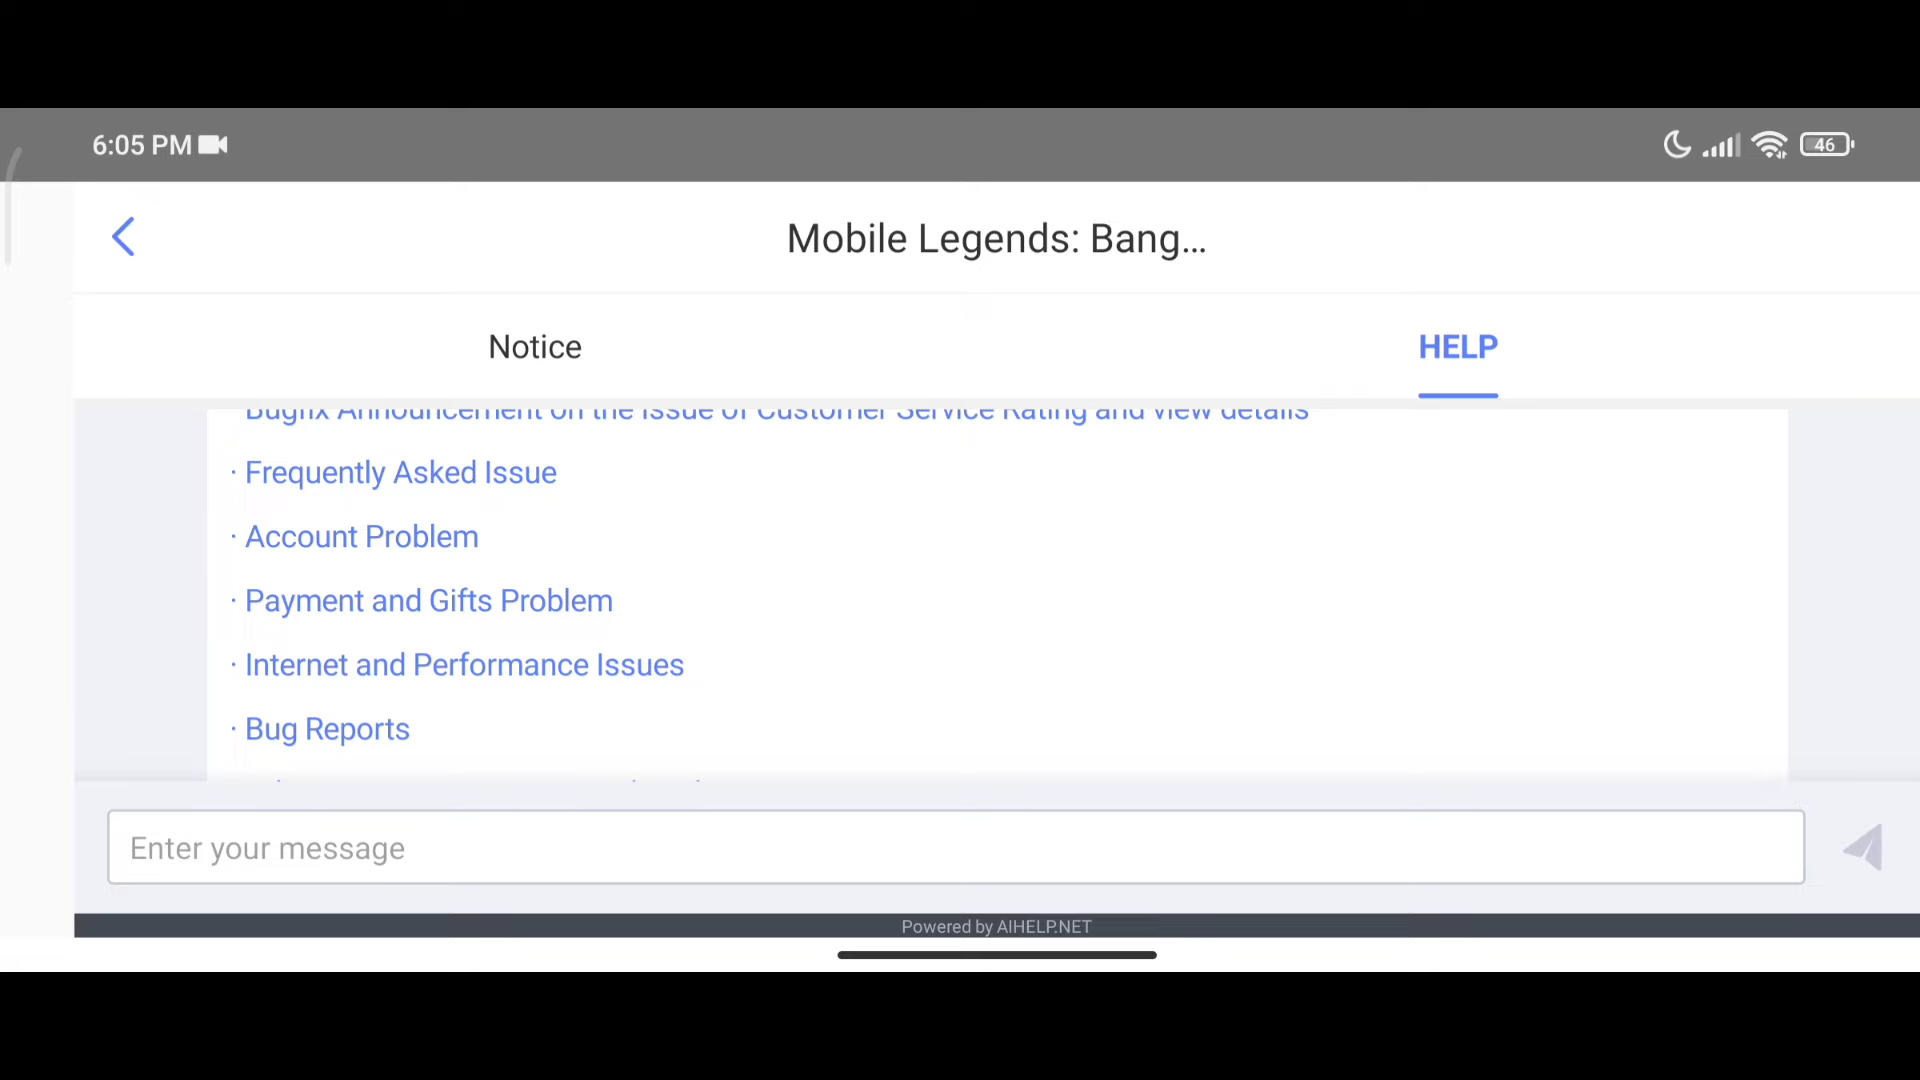 6:05 PM
46
Mobile Legends: Bang...
Notice
HELP
Bugfix Announcement on the issue of Customer Service Rating and view details
· Frequently Asked Issue
· Account Problem
· Payment and Gifts Problem
· Internet and Performance Issues
· Bug Reports
Enter your message
Powered by AIHELP.NET